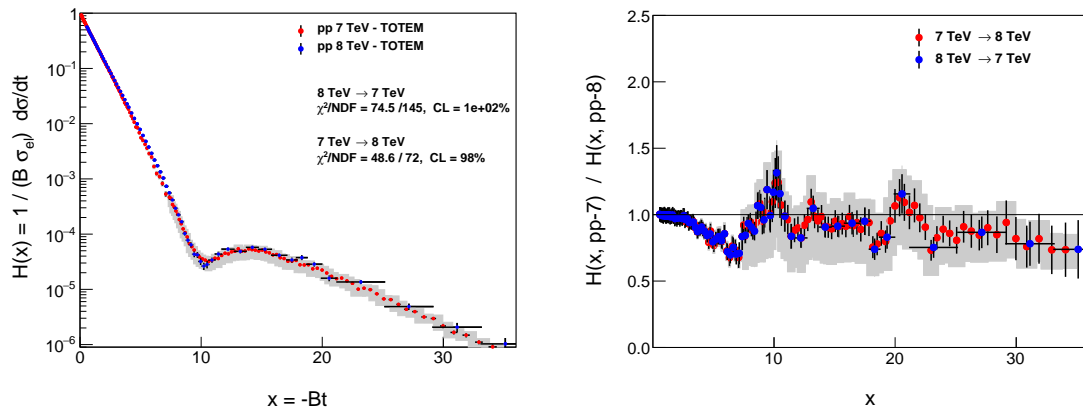 pp 7 TeV - TOTEM
pp 8 TeV - TOTEM
8 TeV → 7 TeV
χ²/NDF = 74.5 /145, CL = 1e+02%
7 TeV → 8 TeV
χ²/NDF = 48.6 / 72, CL = 98%
H(x) = 1 / (B σ_el) dσ/dt
1
10⁻¹
10⁻²
10⁻³
10⁻⁴
10⁻⁵
10⁻⁶
0 10 20 30
x = -Bt
7 TeV → 8 TeV
8 TeV → 7 TeV
H(x, pp-7) / H(x, pp-8)
2.5
2.0
1.5
1.0
0.5
0.0
10 20 30
x